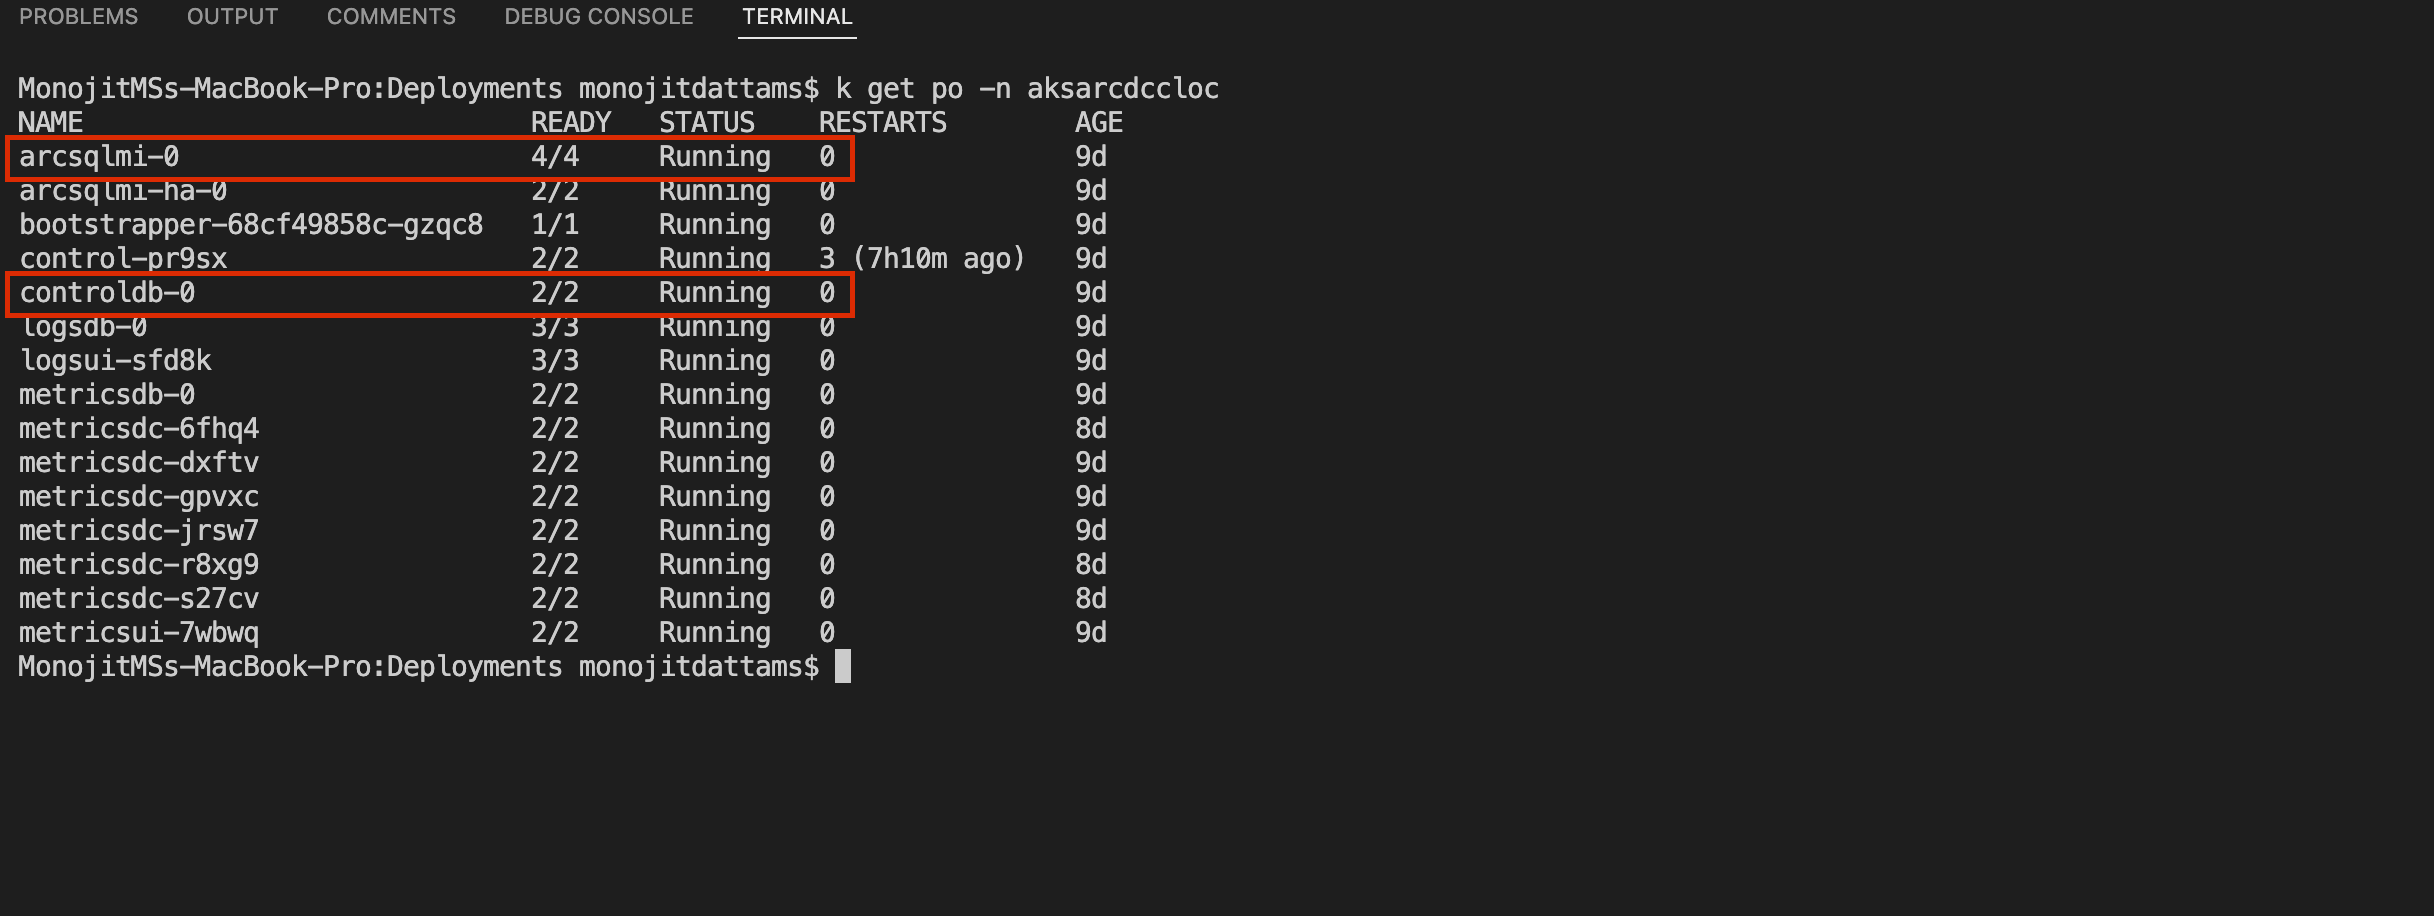 PROBLEMS OUTPUT COMMENTS DEBUG CONSOLE TERMINAL
MonojitMSs-MacBook-Pro:Deployments monojitdattams$ k get po -n aksarcdccloc
NAME READY STATUS RESTARTS AGE
arcsqlmi-0 4/4 Running 0 9d
arcsqlmi-ha-0 2/2 Running 0 9d
bootstrapper-68cf49858c-gzqc8 1/1 Running 0 9d
control-pr9sx 2/2 Running 3 (7h10m ago) 9d
controldb-0 2/2 Running 0 9d
logsdb-0 3/3 Running 0 9d
logsui-sfd8k 3/3 Running 0 9d
metricsdb-0 2/2 Running 0 9d
metricsdc-6fhq4 2/2 Running 0 8d
metricsdc-dxftv 2/2 Running 0 9d
metricsdc-gpvxc 2/2 Running 0 9d
metricsdc-jrsw7 2/2 Running 0 9d
metricsdc-r8xg9 2/2 Running 0 8d
metricsdc-s27cv 2/2 Running 0 8d
metricsui-7wbwq 2/2 Running 0 9d
MonojitMSs-MacBook-Pro:Deployments monojitdattams$